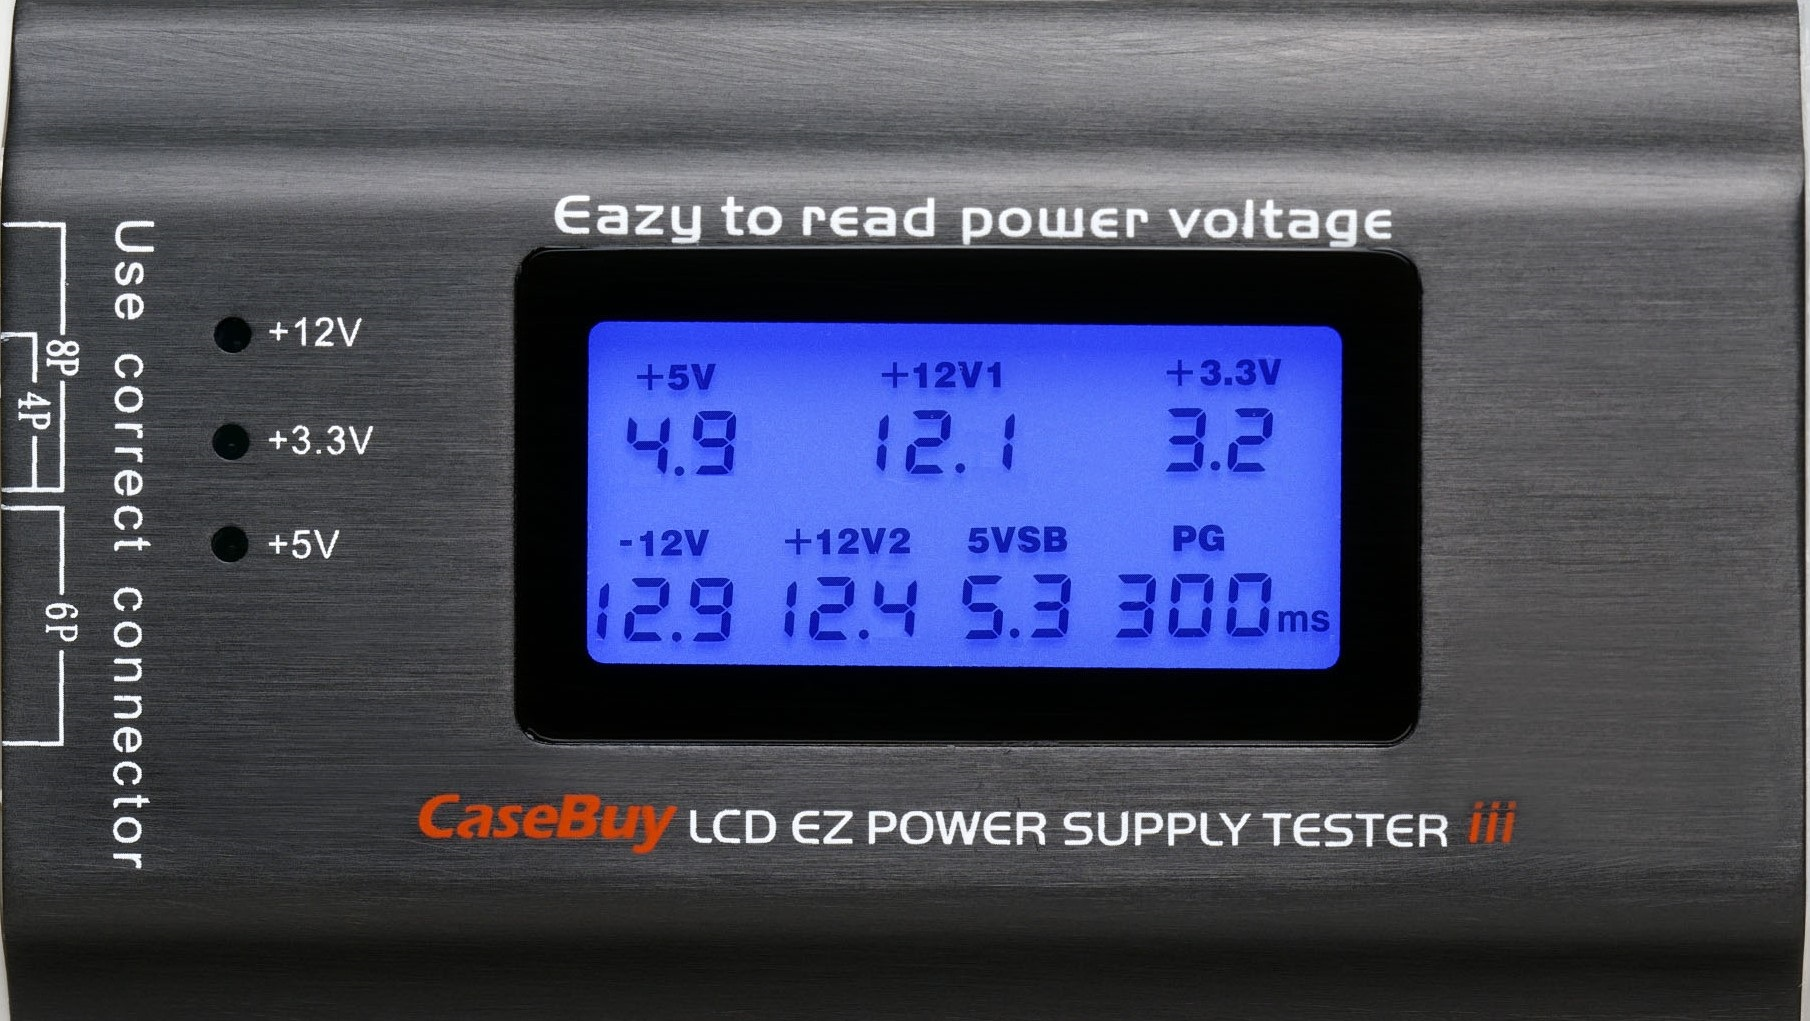 Eazy to read power voltage
Use correct connector
8P
4P
6P
+12V
+3.3V
+5V
+5V +12V1 +3.3V
4.9 12.1 3.2
-12V +12V2 5VSB PG
12.9 12.4 5.3 300ms
CaseBuy LCD EZ POWER SUPPLY TESTER iii